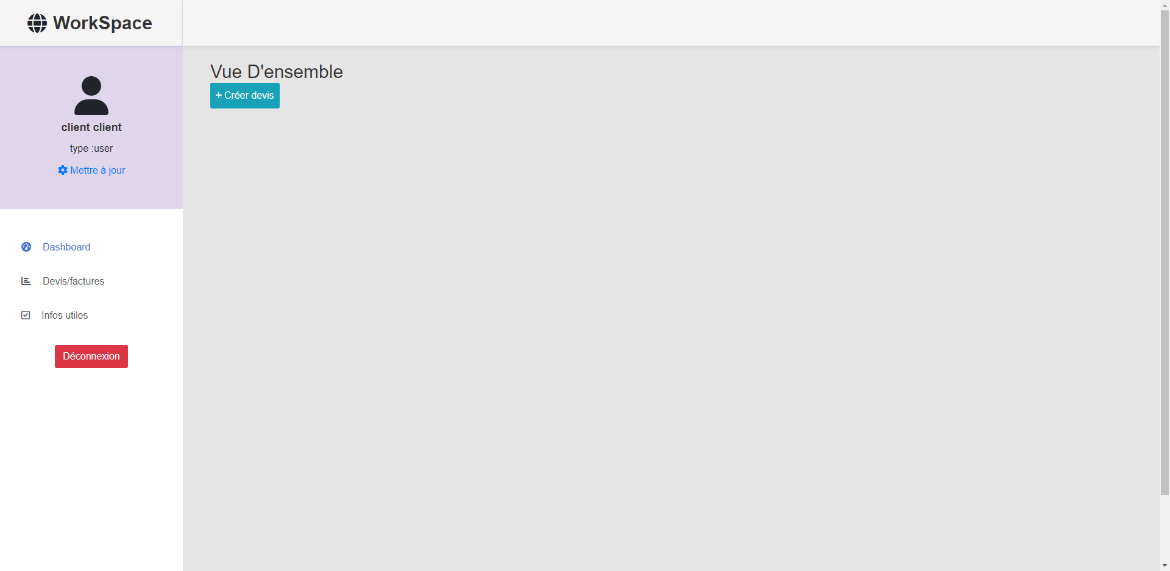 WorkSpace
client client
type :user
Mettre à jour
Dashboard
Devis/factures
Infos utiles
Déconnexion
Vue D'ensemble
+ Créer devis